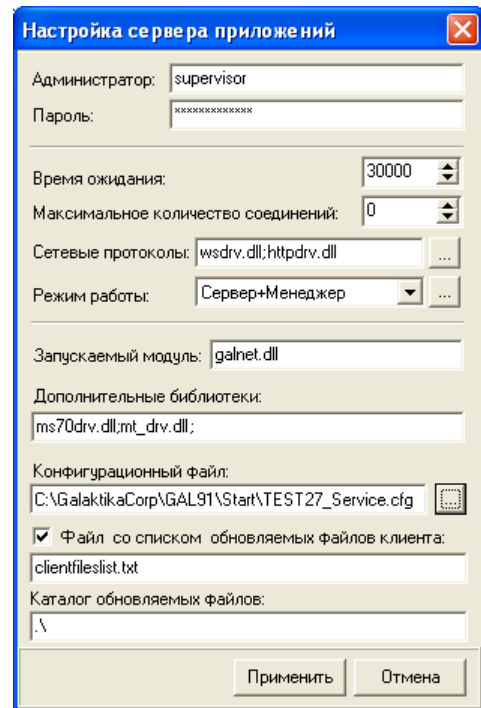 Настройка сервера приложений
Администратор: supervisor
Пароль: xxxxxxxxxxxxx
Время ожидания: 30000
Максимальное количество соединений: 0
Сетевые протоколы: wsdrv.dll;httpdrv.dll ...
Режим работы: Сервер+Менеджер ...
Запускаемый модуль: galnet.dll
Дополнительные библиотеки:
ms70drv.dll;mt_drv.dll;
Конфигурационный файл:
C:\GalaktikaCorp\GAL91\Start\TEST27_Service.cfg ...
Файл со списком обновляемых файлов клиента:
clientfileslist.txt
Каталог обновляемых файлов:
.\
Применить Отмена